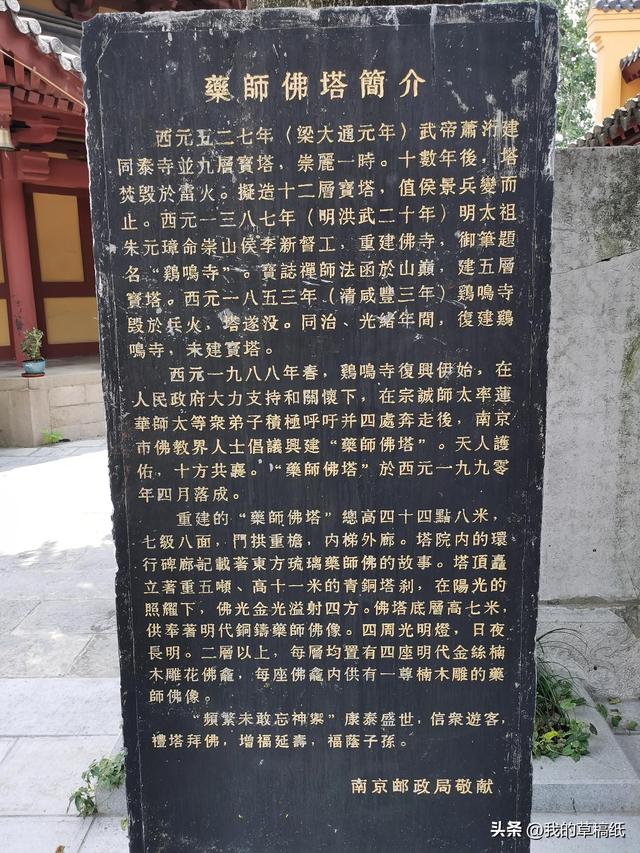 藥師佛塔簡介
西元五二七年（梁大通元年）武帝蕭衍建
同泰寺並九層寶塔，崇麗一時。十數年後，塔
焚毀於雷火。擬造十二層寶塔，值侯景兵變而
止。西元一三八七年（明洪武二十年）明太祖
朱元璋命崇山侯李新督工，重建佛寺，御筆題
名“鷄鳴寺”。寶誌禪師法函於山巔，建五層
寶塔。西元一八五三年（清咸豐三年）鷄鳴寺
毀於兵火，塔遂没。同治、光緒年間，復建鷄
鳴寺，未建寶塔。
西元一九八八年春，鷄鳴寺復興伊始，在
人民政府大力支持和關懷下，在宗誠師太率蓮
華師太等衆弟子積極呼吁并四處奔走後，南京
市佛教界人士倡議興建“藥師佛塔”。天人護
佑，十方共襄。“藥師佛塔”於西元一九九零
年四月落成。
重建的“藥師佛塔”總高四十四點八米，
七級八面，鬥拱重檐，内梯外廊。塔院内的環
行碑廊記載著東方琉璃藥師佛的故事。塔頂矗
立著重五噸、高十一米的青銅塔刹，在陽光的
照耀下，佛光金光溢射四方。佛塔底層高七米，
供奉著明代銅鑄藥師佛像。四周光明燈，日夜
長明。二層以上，每層均置有四座明代金絲楠
木雕花佛龕，每座佛龕内供有一尊楠木雕的藥
師佛像。
“頻繁未敢忘神禦”康泰盛世，信衆遊客，
禮塔拜佛，增福延壽，福蔭子孫。
南京邮政局敬献
头条 @我的草稿纸